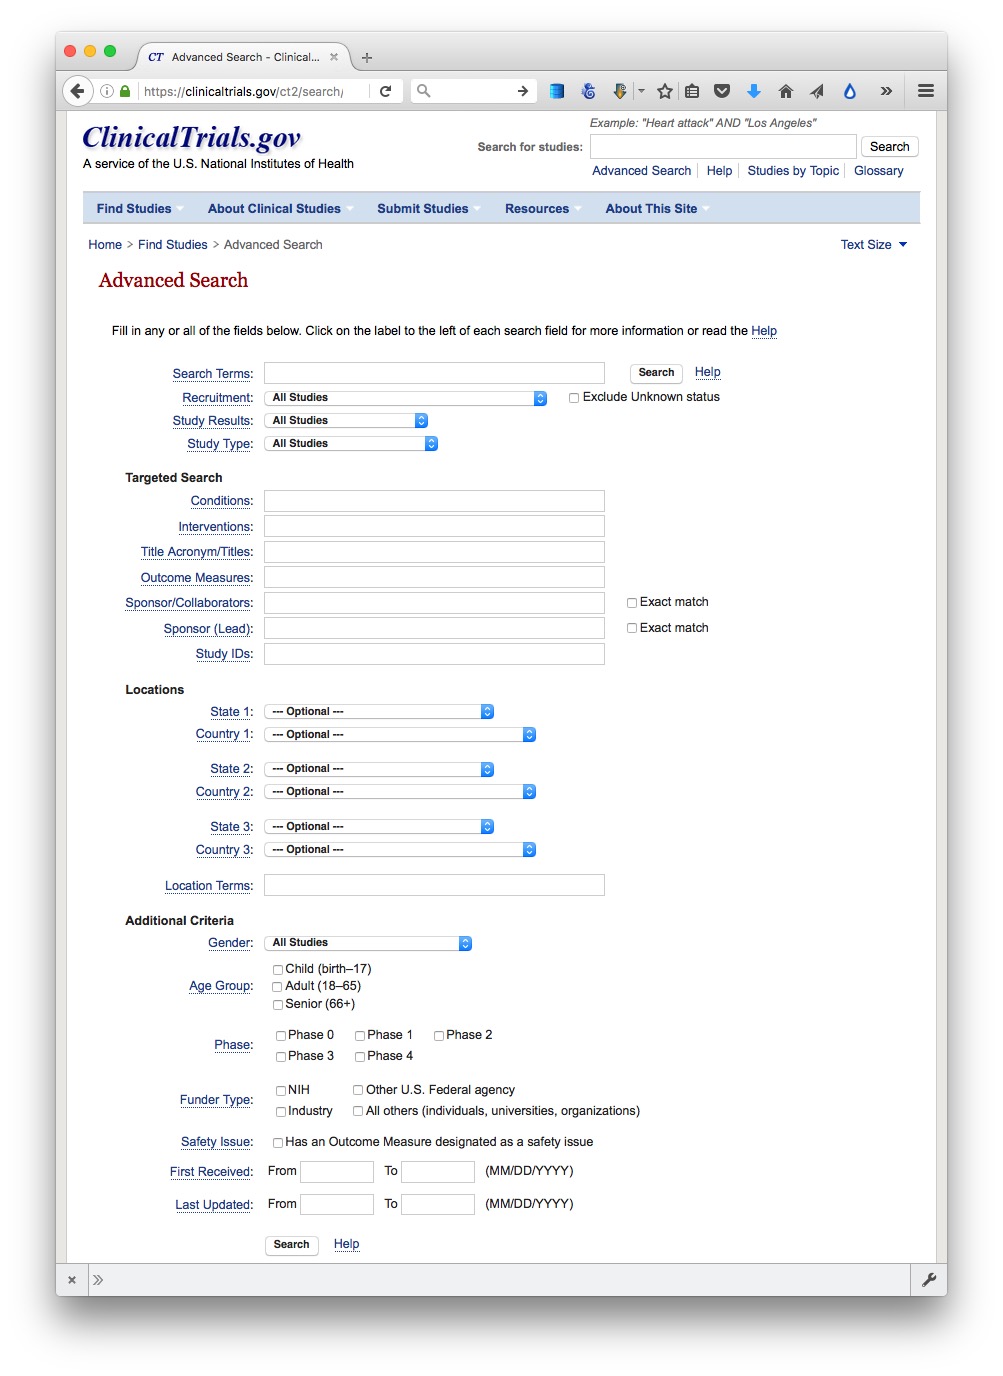 CT Advanced Search - Clinical...
https://clinicaltrials.gov/ct2/search/
ClinicalTrials.gov
A service of the U.S. National Institutes of Health
Example: "Heart attack" AND "Los Angeles"
Search for studies: Search
Advanced Search Help Studies by Topic Glossary
Find Studies About Clinical Studies Submit Studies Resources About This Site
Home > Find Studies > Advanced Search Text Size
Advanced Search
Fill in any or all of the fields below. Click on the label to the left of each search field for more information or read the Help
Search Terms: Search Help
Recruitment: All Studies Exclude Unknown status
Study Results: All Studies
Study Type: All Studies
Targeted Search
Conditions:
Interventions:
Title Acronym/Titles:
Outcome Measures:
Sponsor/Collaborators: Exact match
Sponsor (Lead): Exact match
Study IDs:
Locations
State 1: --- Optional ---
Country 1: --- Optional ---
State 2: --- Optional ---
Country 2: --- Optional ---
State 3: --- Optional ---
Country 3: --- Optional ---
Location Terms:
Additional Criteria
Gender: All Studies
Child (birth–17)
Age Group: Adult (18–65)
Senior (66+)
Phase: Phase 0 Phase 1 Phase 2
Phase 3 Phase 4
Funder Type: NIH Other U.S. Federal agency
Industry All others (individuals, universities, organizations)
Safety Issue: Has an Outcome Measure designated as a safety issue
First Received: From To (MM/DD/YYYY)
Last Updated: From To (MM/DD/YYYY)
Search Help